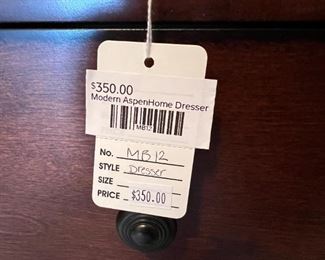 $350.00
Modern AspenHome Dresser
MB12
No. MB12
STYLE Dresser
SIZE
PRICE $350.00